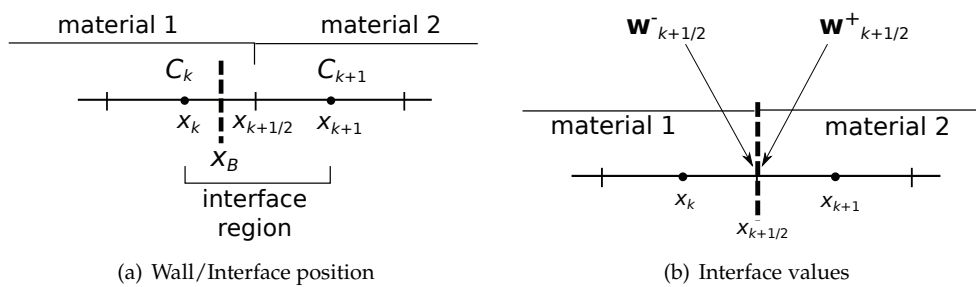 material 1 material 2
C_k C_{k+1}
x_k x_{k+1/2} x_{k+1}
x_B
interface
region
(a) Wall/Interface position
w^-_{k+1/2} w^+_{k+1/2}
material 1 material 2
x_k x_{k+1}
x_{k+1/2}
(b) Interface values